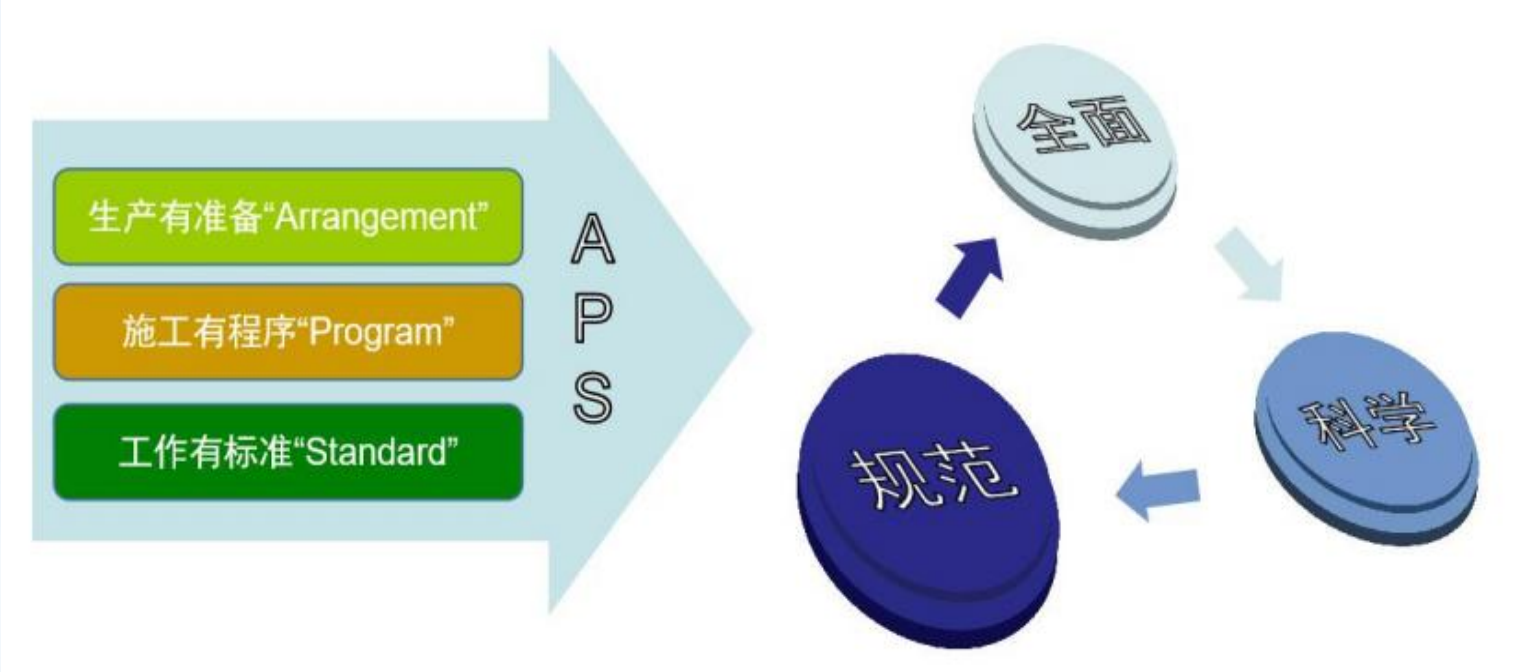 生产有准备“Arrangement”
施工有程序“Program”
工作有标准“Standard”
A
P
S
全面
科学
规范